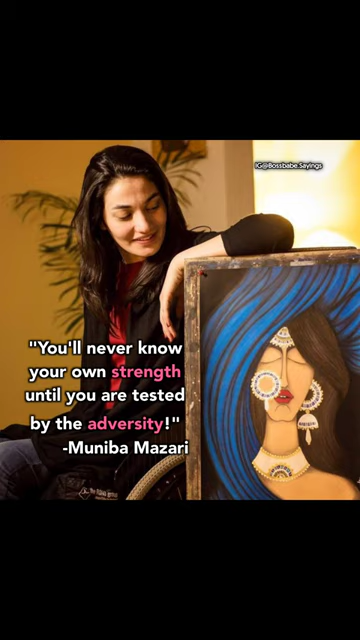 IG@Bossbabe.Sayings
"You'll never know
your own strength
until you are tested
by the adversity!"
-Muniba Mazari